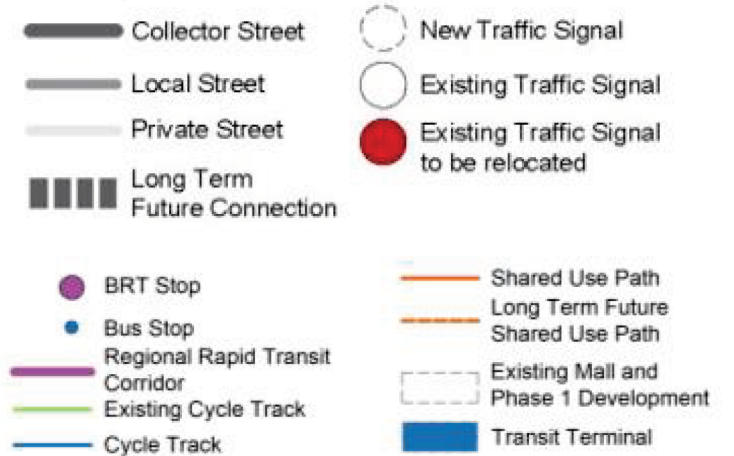 Collector Street
Local Street
Private Street
Long Term
Future Connection
New Traffic Signal
Existing Traffic Signal
Existing Traffic Signal
to be relocated
BRT Stop
Bus Stop
Regional Rapid Transit
Corridor
Existing Cycle Track
Cycle Track
Shared Use Path
Long Term Future
Shared Use Path
Existing Mall and
Phase 1 Development
Transit Terminal